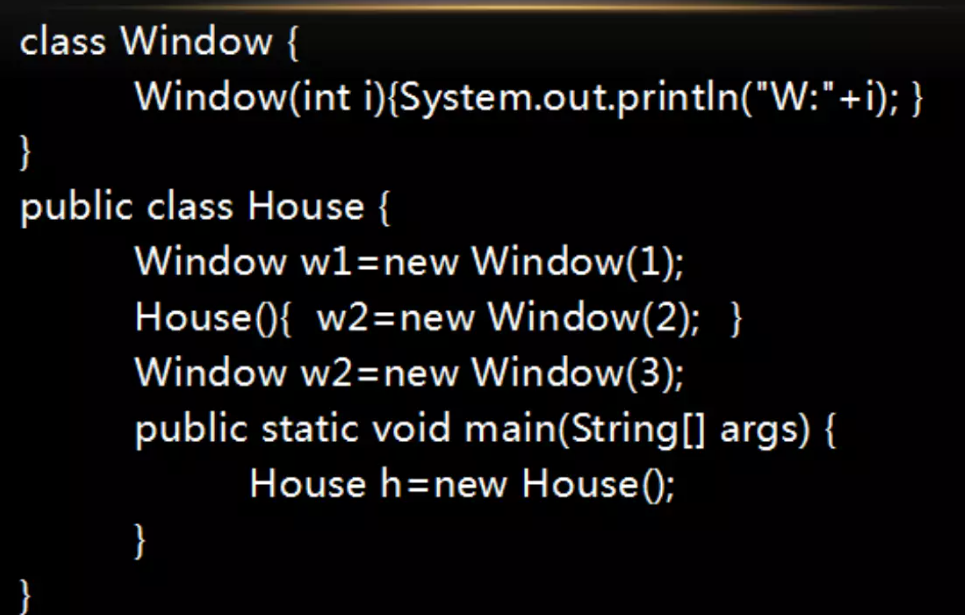 class Window {
Window(int i){System.out.println("W:"+i); }
}
public class House {
Window w1=new Window(1);
House(){  w2=new Window(2);  }
Window w2=new Window(3);
public static void main(String[] args) {
House h=new House();
}
}